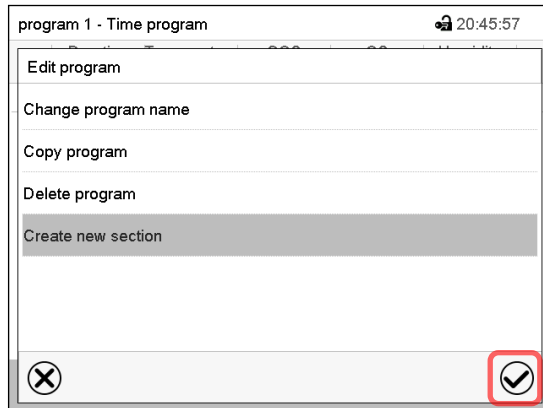 program 1 - Time program 20:45:57
Edit program
Change program name
Copy program
Delete program
Create new section